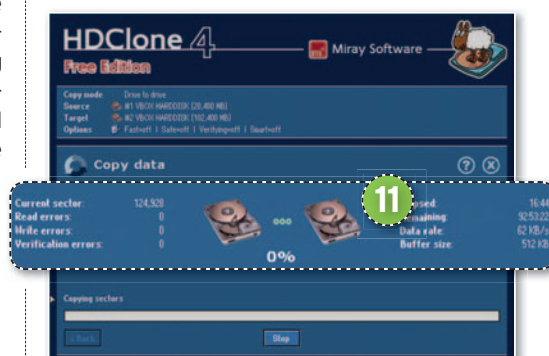 HDClone 4
Free Edition
Miray Software
Copy mode Drive to drive
Source #1 VBOX HARDDISK (20,480 MB)
Target #2 VBOX HARDDISK (102,400 MB)
Options Fast=off | Safe=off | Verifying=off | Smart=off
Copy data
? X
Current sector: 124,928
Read errors: 0
Write errors: 0
Verification errors: 0
0%
11
16:44
92:53:22
Data rate: 62 KB/s
Buffer size: 512 KB
Copying sectors
< Back
Stop